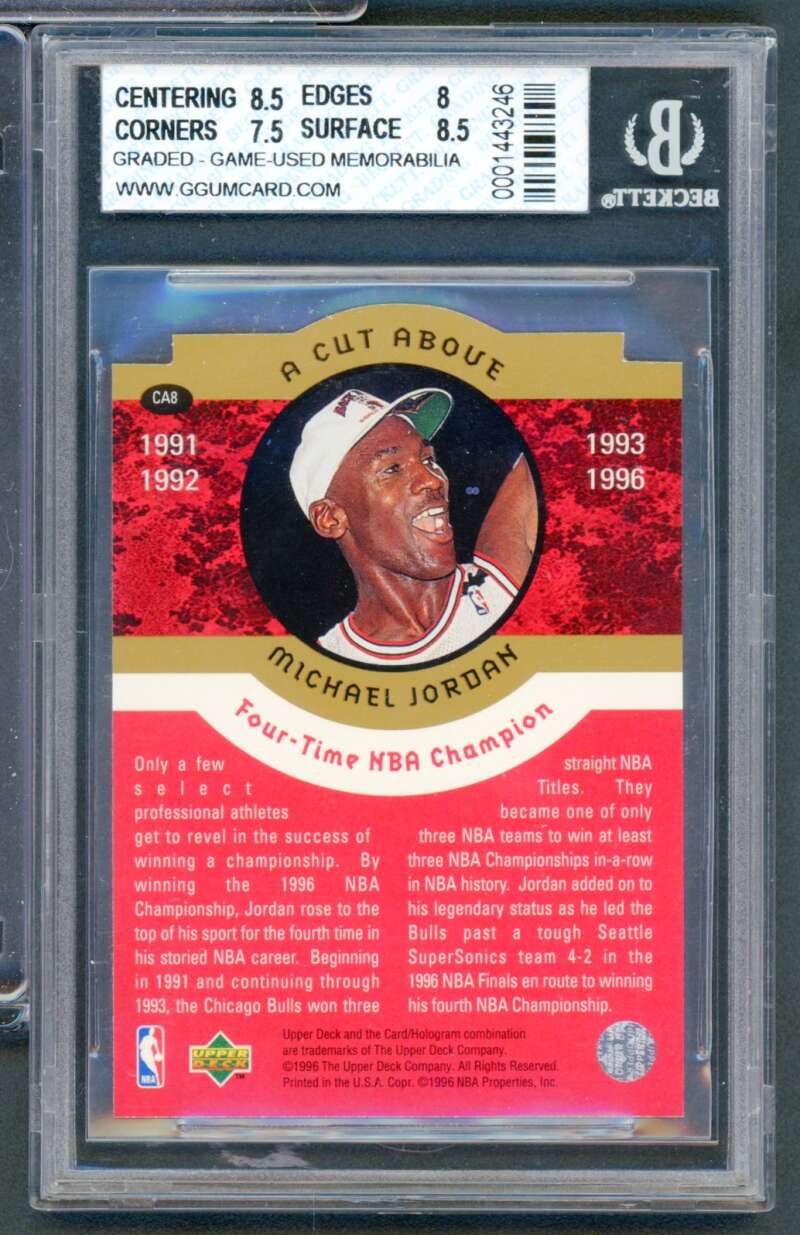 CENTERING 8.5 EDGES 8
CORNERS 7.5 SURFACE 8.5
GRADED - GAME-USED MEMORABILIA
WWW.GGUMCARD.COM
0001443246
BECKETT®
A CUT ABOVE
CA8
1991
1992
1993
1996
MICHAEL JORDAN
Four-Time NBA Champion
Only a few
select
professional athletes
get to revel in the success of
winning a championship. By
winning the 1996 NBA
Championship, Jordan rose to the
top of his sport for the fourth time in
his storied NBA career. Beginning
in 1991 and continuing through
1993, the Chicago Bulls won three
straight NBA
Titles. They
became one of only
three NBA teams to win at least
three NBA Championships in-a-row
in NBA history. Jordan added on to
his legendary status as he led the
Bulls past a tough Seattle
SuperSonics team 4-2 in the
1996 NBA Finals en route to winning
his fourth NBA Championship.
NBA
UPPER
DECK
TM
Upper Deck and the Card/Hologram combination
are trademarks of The Upper Deck Company.
©1996 The Upper Deck Company. All Rights Reserved.
Printed in the U.S.A. Copr. ©1996 NBA Properties, Inc.